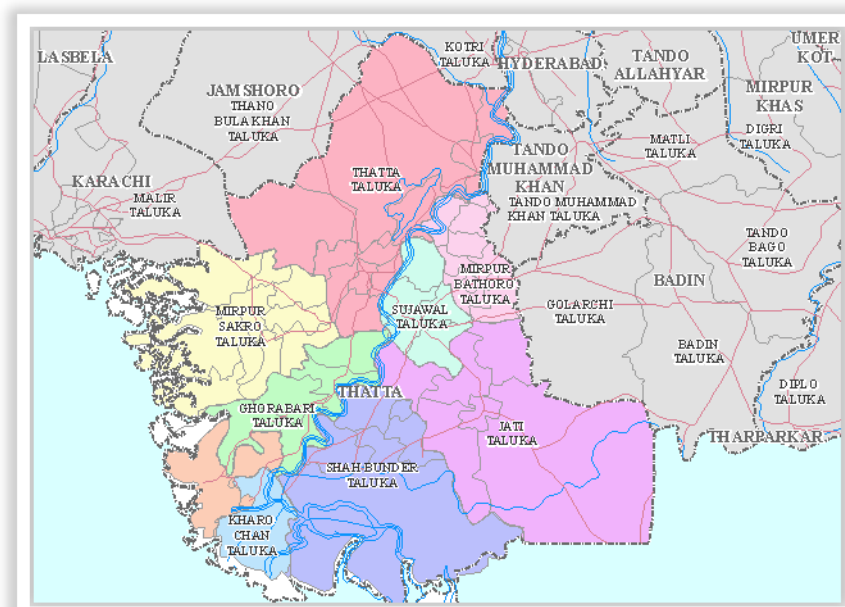 LASBELA
KOTRI
TALUKA
HYDERABAD
TANDO
ALLAHYAR
UMER
KOT
JAMSHORO
THANO
BULA KHAN
TALUKA
MIRPUR
KHAS
DIGRI
TALUKA
MATLI
TALUKA
TANDO
MUHAMMAD
KHAN
TANDO MUHAMMAD
KHAN TALUKA
THATTA
TALUKA
KARACHI
MALIR
TALUKA
TANDO
BAGO
TALUKA
MIRPUR
BATHORO
TALUKA
BADIN
GOLARCHI
TALUKA
MIRPUR
SAKRO
TALUKA
SUJAWAL
TALUKA
BADIN
TALUKA
DIPLO
TALUKA
THATTA
GHORABARI
TALUKA
JATI
TALUKA
THARPARKAR
SHAH BUNDER
TALUKA
KHARO
CHAN
TALUKA